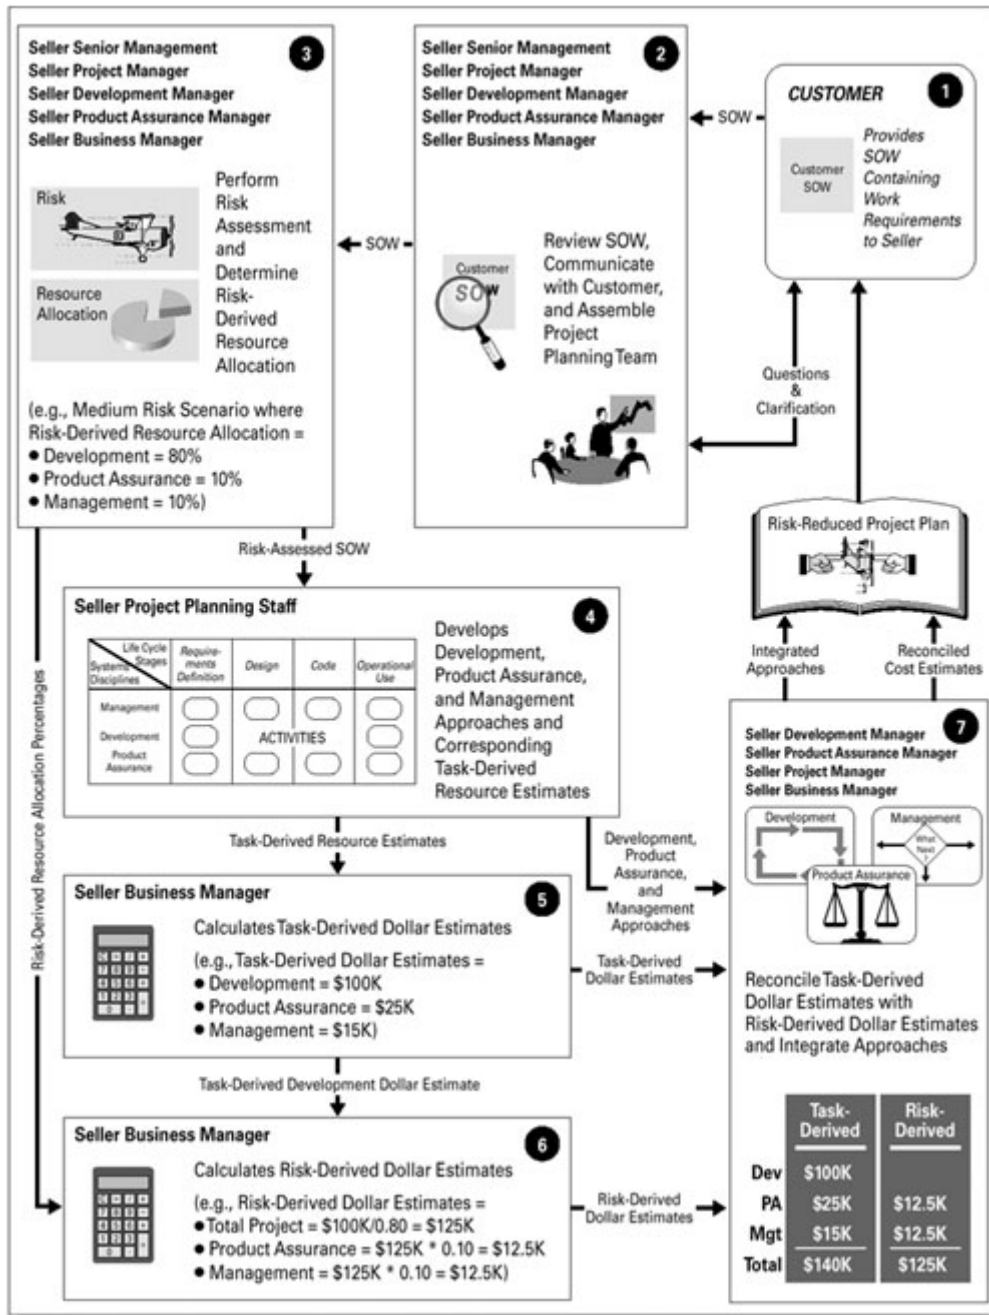 3
Seller Senior Management
Seller Project Manager
Seller Development Manager
Seller Product Assurance Manager
Seller Business Manager
Risk
Resource
Allocation
Perform
Risk
Assessment
and
Determine
Risk-
Derived
Resource
Allocation
(e.g., Medium Risk Scenario where
Risk-Derived Resource Allocation =
● Development = 80%
● Product Assurance = 10%
● Management = 10%)
SOW
2
Seller Senior Management
Seller Project Manager
Seller Development Manager
Seller Product Assurance Manager
Seller Business Manager
Customer
SOW
Review SOW,
Communicate
with Customer,
and Assemble
Project
Planning Team
SOW
1
CUSTOMER
Customer
SOW
Provides
SOW
Containing
Work
Requirements
to Seller
Questions
&
Clarification
Risk-Reduced Project Plan
Integrated
Approaches
Reconciled
Cost Estimates
Risk-Assessed SOW
Risk-Derived Resource Allocation Percentages
4
Seller Project Planning Staff
Life Cycle
Stages
Systems
Disciplines
Require-
ments
Definition
Design
Code
Operational
Use
Management
Development
Product
Assurance
ACTIVITIES
Develops
Development,
Product Assurance,
and Management
Approaches and
Corresponding
Task-Derived
Resource Estimates
Task-Derived Resource Estimates
Development,
Product
Assurance,
and
Management
Approaches
5
Seller Business Manager
Calculates Task-Derived Dollar Estimates
(e.g., Task-Derived Dollar Estimates =
● Development = $100K
● Product Assurance = $25K
● Management = $15K)
Task-Derived
Dollar Estimates
Task-Derived Development Dollar Estimate
6
Seller Business Manager
Calculates Risk-Derived Dollar Estimates
(e.g., Risk-Derived Dollar Estimates =
● Total Project = $100K/0.80 = $125K
● Product Assurance = $125K * 0.10 = $12.5K
● Management = $125K * 0.10 = $12.5K)
Risk-Derived
Dollar Estimates
7
Seller Development Manager
Seller Product Assurance Manager
Seller Project Manager
Seller Business Manager
Development
Management
What
Next
?
Product Assurance
Reconcile Task-Derived
Dollar Estimates with
Risk-Derived Dollar Estimates
and Integrate Approaches
Task-Derived Risk-Derived
Dev $100K
PA $25K $12.5K
Mgt $15K $12.5K
Total $140K $125K